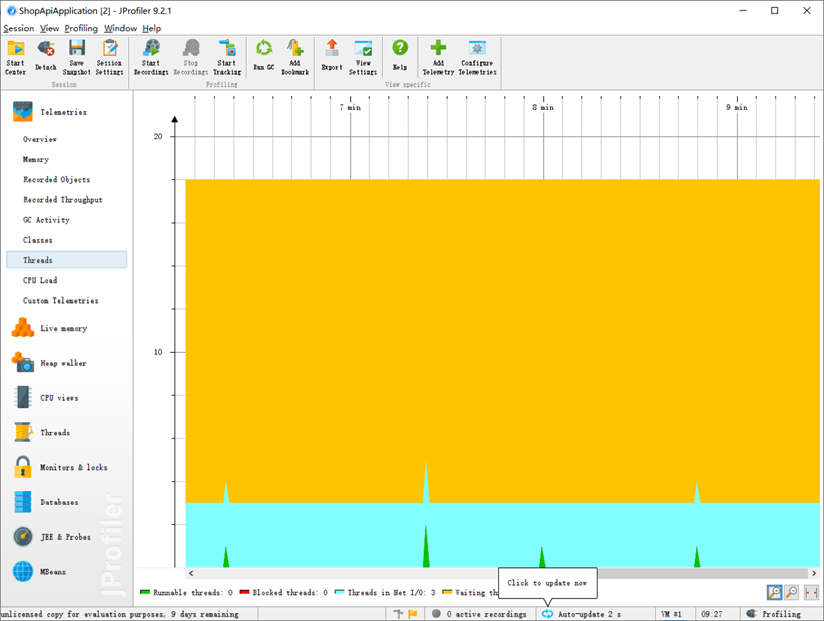 ShopApiApplication [2] - JProfiler 9.2.1
Session View Profiling Window Help
Start Center
Detach
Save Snapshot
Session Settings
Start Recordings
Stop Recordings
Start Tracking
Run GC
Add Bookmark
Export
View Settings
Help
Add Telemetry
Configure Telemetries
Session
Profiling
View specific
Telemetries
Overview
Memory
Recorded Objects
Recorded Throughput
GC Activity
Classes
Threads
CPU Load
Custom Telemetries
Live memory
Heap walker
CPU views
Threads
Monitors & locks
Databases
JEE & Probes
MBeans
JProfiler
7 min
8 min
9 min
20
10
Runnable threads: 0 Blocked threads: 0 Threads in Net I/O: 3 Waiting th
Click to update now
unlicensed copy for evaluation purposes, 9 days remaining
0 active recordings
Auto-update 2 s
VM #1
09:27
Profiling